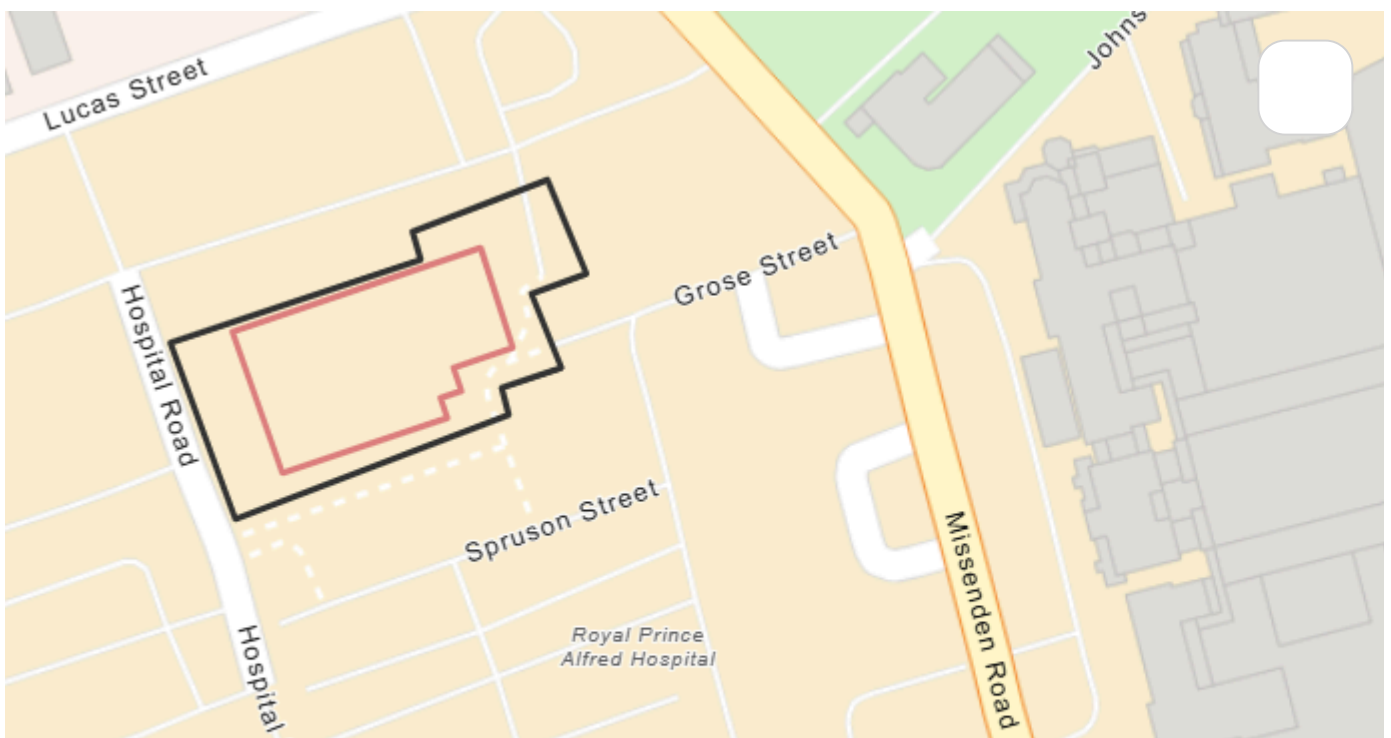 Lucas Street
Johns
Grose Street
Hospital Road
Spruson Street
Missenden Road
Royal Prince
Alfred Hospital
Hospital